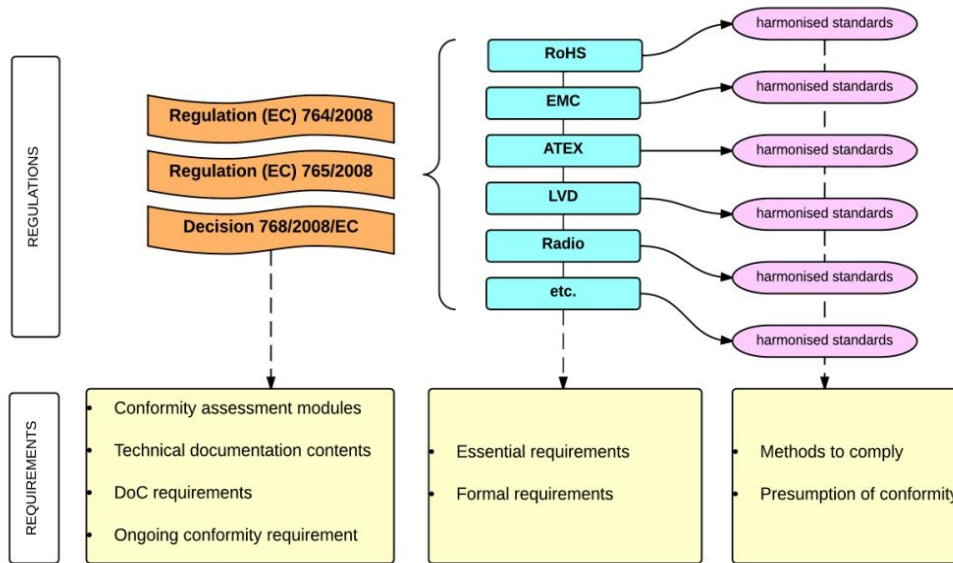 REGULATIONS
Regulation (EC) 764/2008
Regulation (EC) 765/2008
Decision 768/2008/EC
RoHS
EMC
ATEX
LVD
Radio
etc.
harmonised standards
harmonised standards
harmonised standards
harmonised standards
harmonised standards
harmonised standards
REQUIREMENTS
• Conformity assessment modules
• Technical documentation contents
• DoC requirements
• Ongoing conformity requirement
• Essential requirements
• Formal requirements
• Methods to comply
• Presumption of conformity